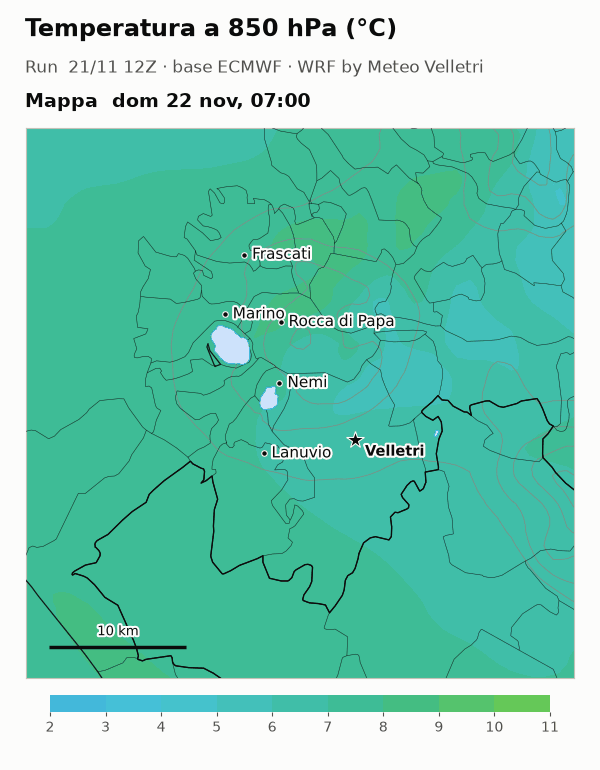 Temperatura a 850 hPa (°C)
Run  21/11 12Z · base ECMWF · WRF by Meteo Velletri
Mappa  dom 22 nov, 07:00
Frascati
Marino
Rocca di Papa
Nemi
Velletri
Lanuvio
10 km
2 3 4 5 6 7 8 9 10 11